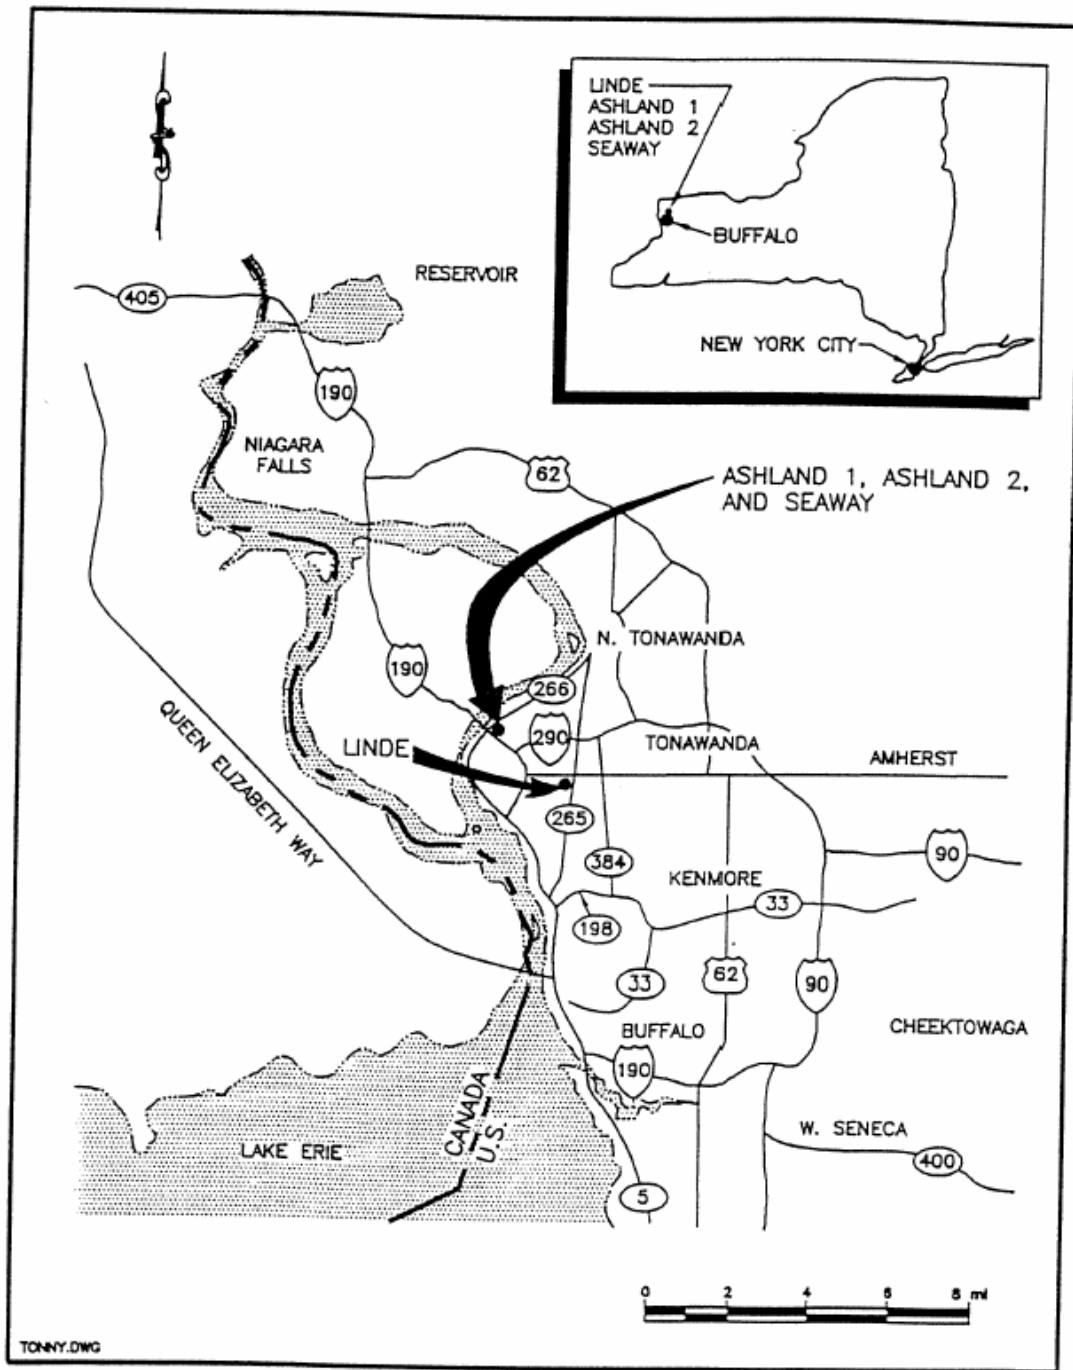 LINDE
ASHLAND 1
ASHLAND 2
SEAWAY
BUFFALO
NEW YORK CITY
RESERVOIR
405
190
NIAGARA
FALLS
62
ASHLAND 1, ASHLAND 2,
AND SEAWAY
N. TONAWANDA
190
266
QUEEN ELIZABETH WAY
LINDE
290
TONAWANDA
AMHERST
265
384
90
KENMORE
33
198
33
62
90
BUFFALO
CHEEKTOWAGA
190
CANADA
U.S.
LAKE ERIE
W. SENECA
400
5
0 2 4 6 8 mi
TONNY.DWG